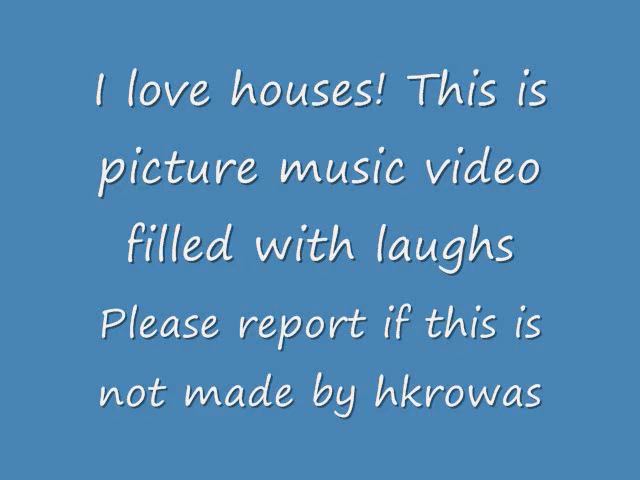 I love houses! This is
picture music video
filled with laughs
Please report if this is
not made by hkrowas